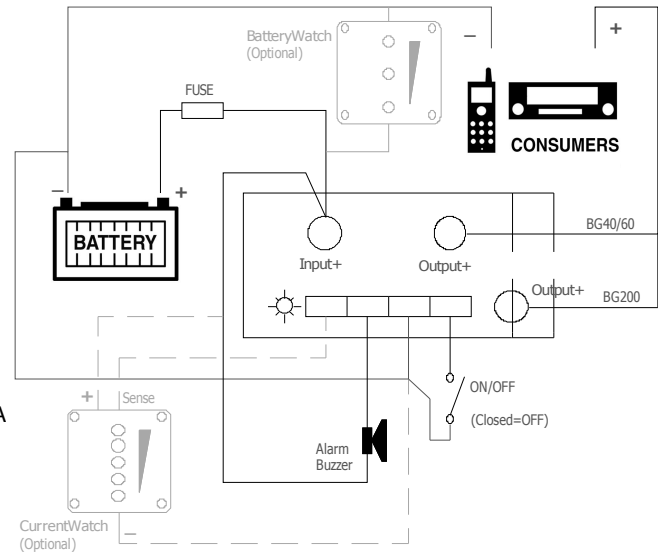 BatteryWatch
(Optional)
−
+
FUSE
CONSUMERS
−
+
BATTERY
BG40/60
Input+
Output+
Output+
BG200
+
Sense
ON/OFF
(Closed=OFF)
A
Alarm
Buzzer
CurrentWatch
(Optional)
−